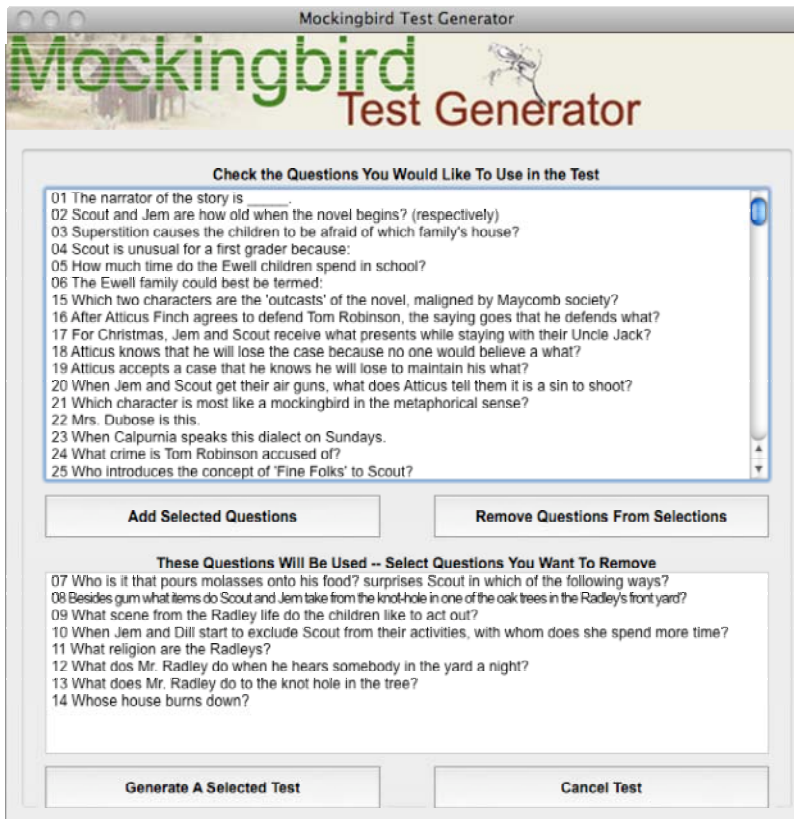 Mockingbird Test Generator
Mockingbird
Test Generator
Check the Questions You Would Like To Use in the Test
01 The narrator of the story is _____.
02 Scout and Jem are how old when the novel begins? (respectively)
03 Superstition causes the children to be afraid of which family's house?
04 Scout is unusual for a first grader because:
05 How much time do the Ewell children spend in school?
06 The Ewell family could best be termed:
15 Which two characters are the 'outcasts' of the novel, maligned by Maycomb society?
16 After Atticus Finch agrees to defend Tom Robinson, the saying goes that he defends what?
17 For Christmas, Jem and Scout receive what presents while staying with their Uncle Jack?
18 Atticus knows that he will lose the case because no one would believe a what?
19 Atticus accepts a case that he knows he will lose to maintain his what?
20 When Jem and Scout get their air guns, what does Atticus tell them it is a sin to shoot?
21 Which character is most like a mockingbird in the metaphorical sense?
22 Mrs. Dubose is this.
23 When Calpurnia speaks this dialect on Sundays.
24 What crime is Tom Robinson accused of?
25 Who introduces the concept of 'Fine Folks' to Scout?
Add Selected Questions
Remove Questions From Selections
These Questions Will Be Used -- Select Questions You Want To Remove
07 Who is it that pours molasses onto his food? surprises Scout in which of the following ways?
08 Besides gum what items do Scout and Jem take from the knot-hole in one of the oak trees in the Radley's front yard?
09 What scene from the Radley life do the children like to act out?
10 When Jem and Dill start to exclude Scout from their activities, with whom does she spend more time?
11 What religion are the Radleys?
12 What dos Mr. Radley do when he hears somebody in the yard a night?
13 What does Mr. Radley do to the knot hole in the tree?
14 Whose house burns down?
Generate A Selected Test
Cancel Test